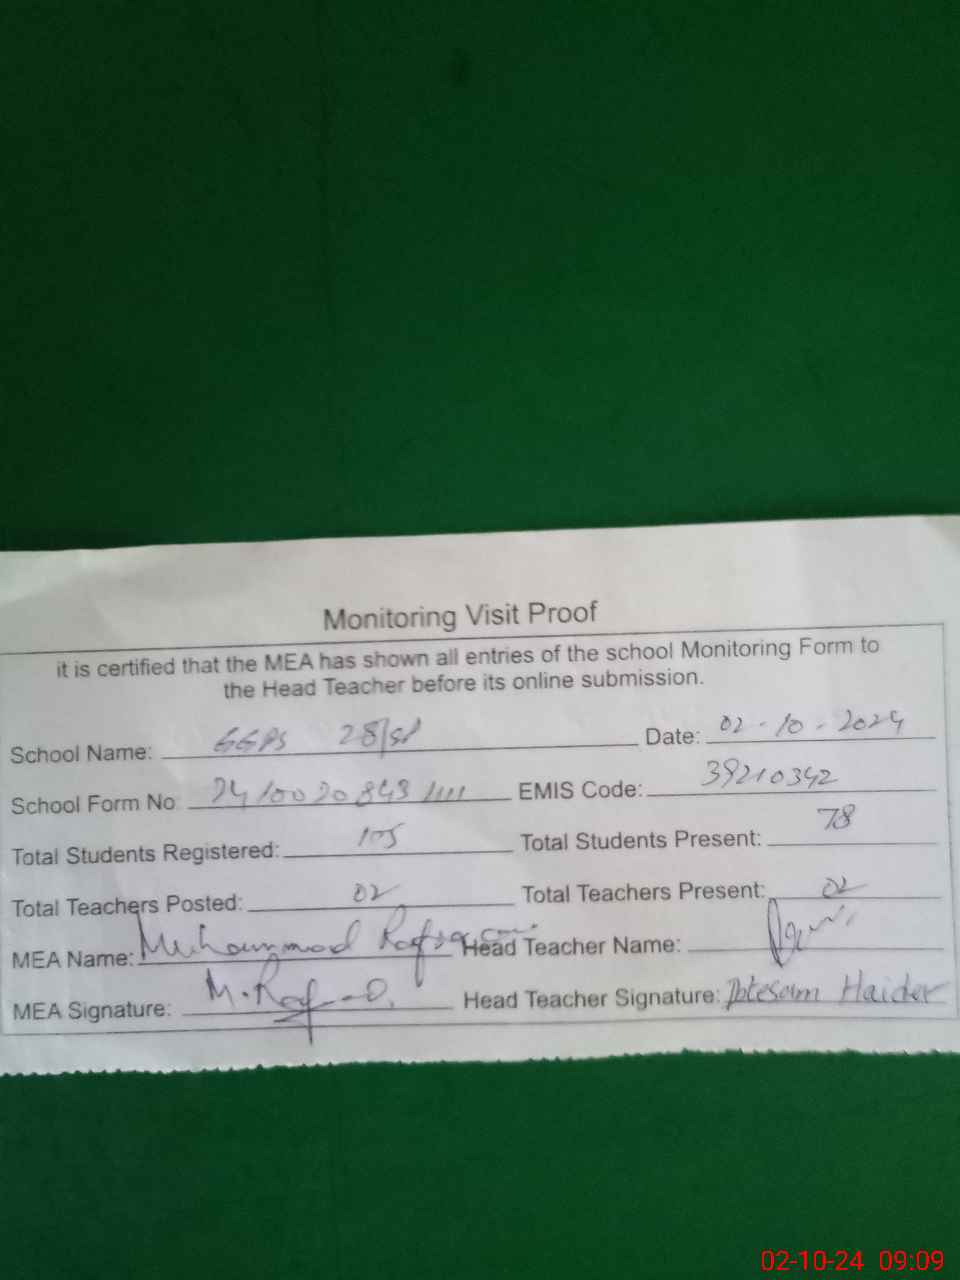 Monitoring Visit Proof
it is certified that the MEA has shown all entries of the school Monitoring Form to
the Head Teacher before its online submission.
School Name: GGPS 28/SP Date: 02-10-2024
School Form No: EMIS Code: 39210342
Total Students Registered: 105 Total Students Present: 78
Total Teachers Posted: 02 Total Teachers Present: 02
MEA Name: Muhammad Head Teacher Name:
MEA Signature: Head Teacher Signature: Ibtesam Haider
02-10-24 09:09